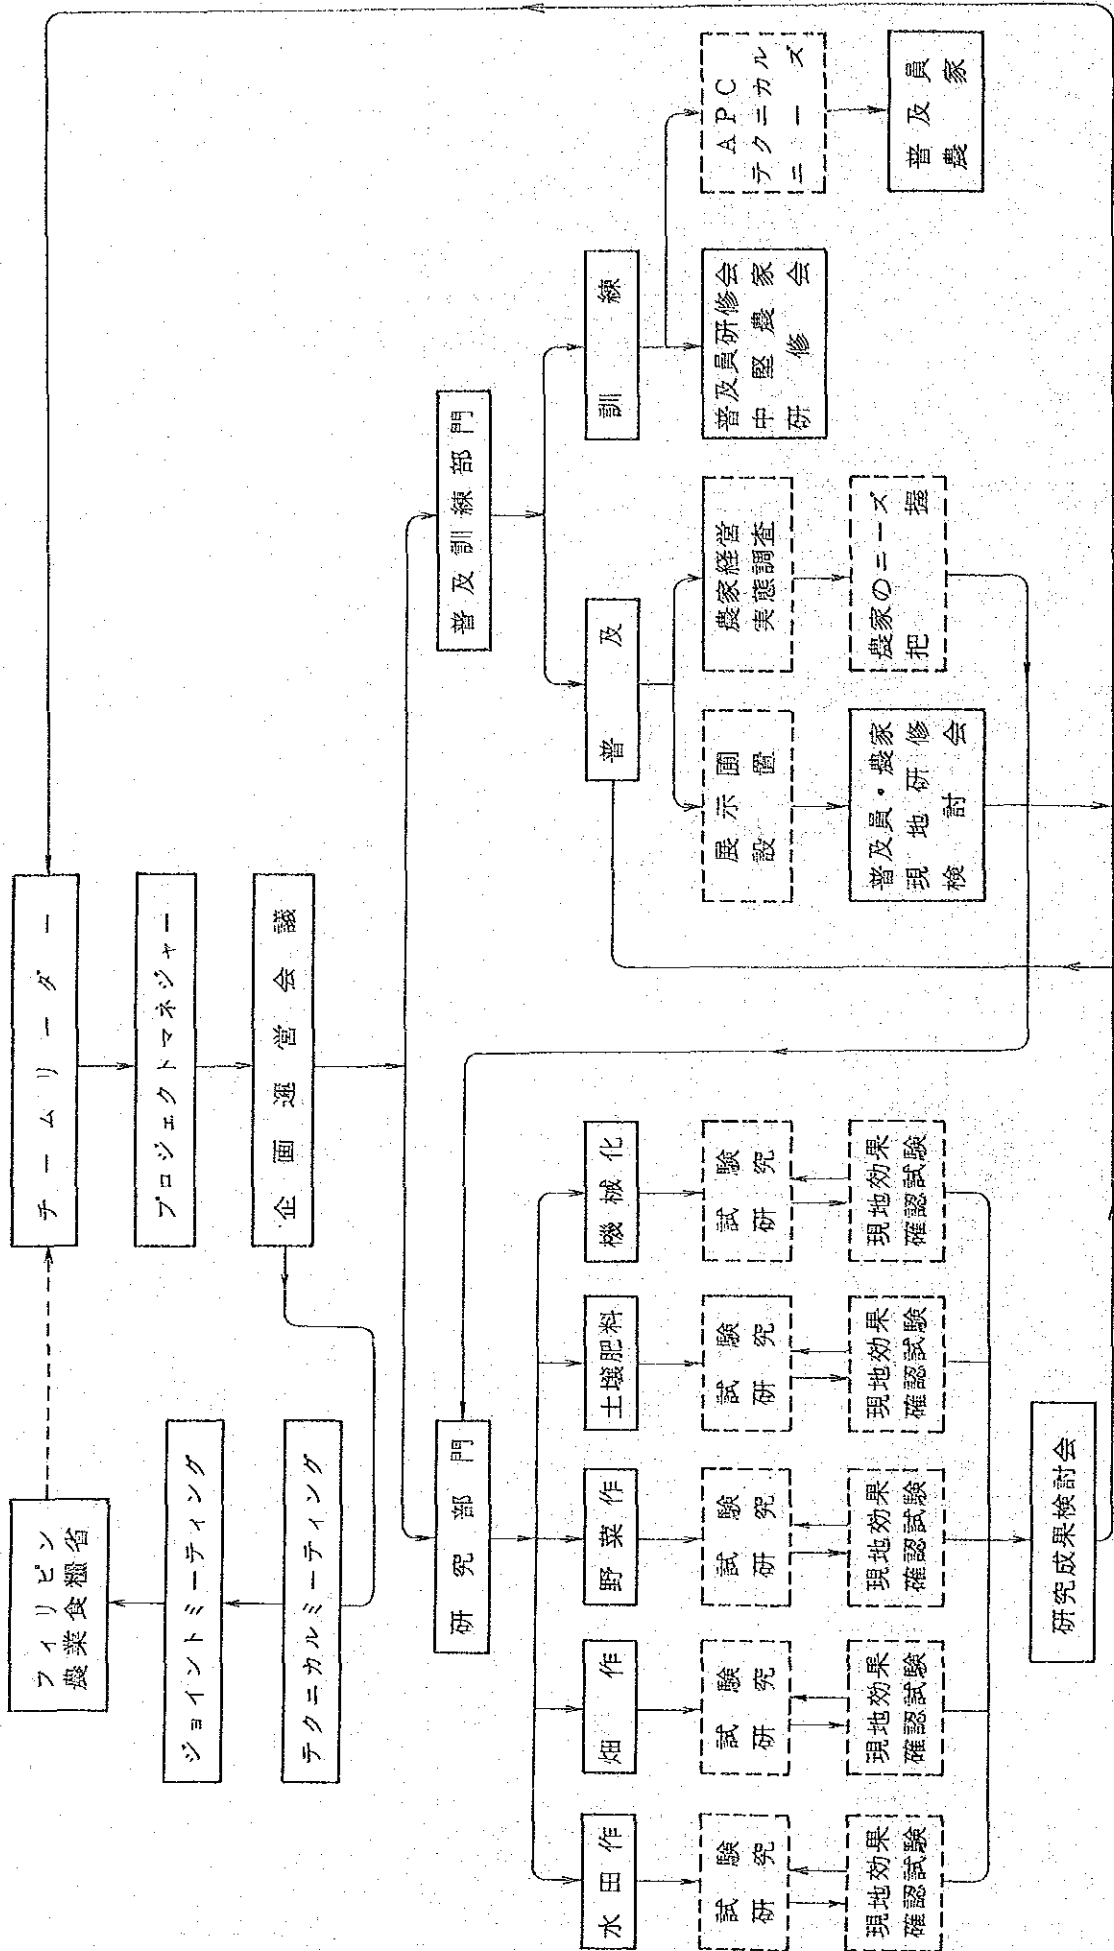 フィリピン
農業食糧省
チームリーダー
ジョイントミーティング
プロジェクトマネジャー
テクニカルミーティング
企画運営会議
研究部門
普及訓練部門
水田作
畑作
野菜作
土壌肥料
機械化
普及
訓練
試験
研究
試験
研究
試験
研究
試験
研究
試験
研究
展示圃
設置
農家経営
実態調査
普及員研修会
中堅農家
研修会
APC
テクニカル
ニーズ
現地効果
確認試験
現地効果
確認試験
現地効果
確認試験
現地効果
確認試験
現地効果
確認試験
普及員・農家
現地研修
検討会
農家のニーズ
把握
普及員
農家
研究成果検討会